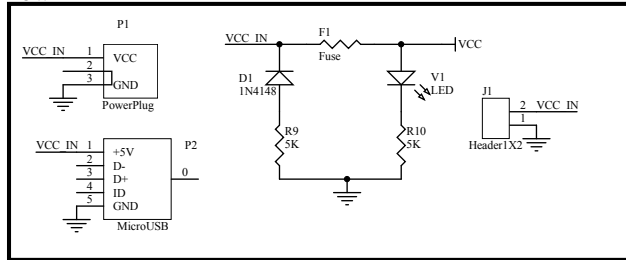 P1
VCC_IN 1 VCC
2
3 GND
PowerPlug
VCC_IN 1 +5V P2
2 D-
3 D+ 0
4 ID
5 GND
MicroUSB
VCC_IN F1 VCC
Fuse
D1
1N4148
V1
LED
R9
5K
R10
5K
J1
2 VCC_IN
1
Header1X2